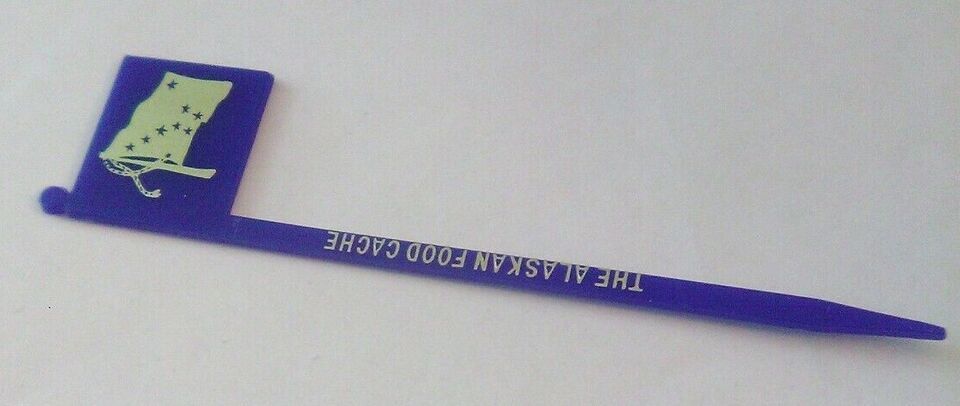 THE ALASKAN FOOD CACHE